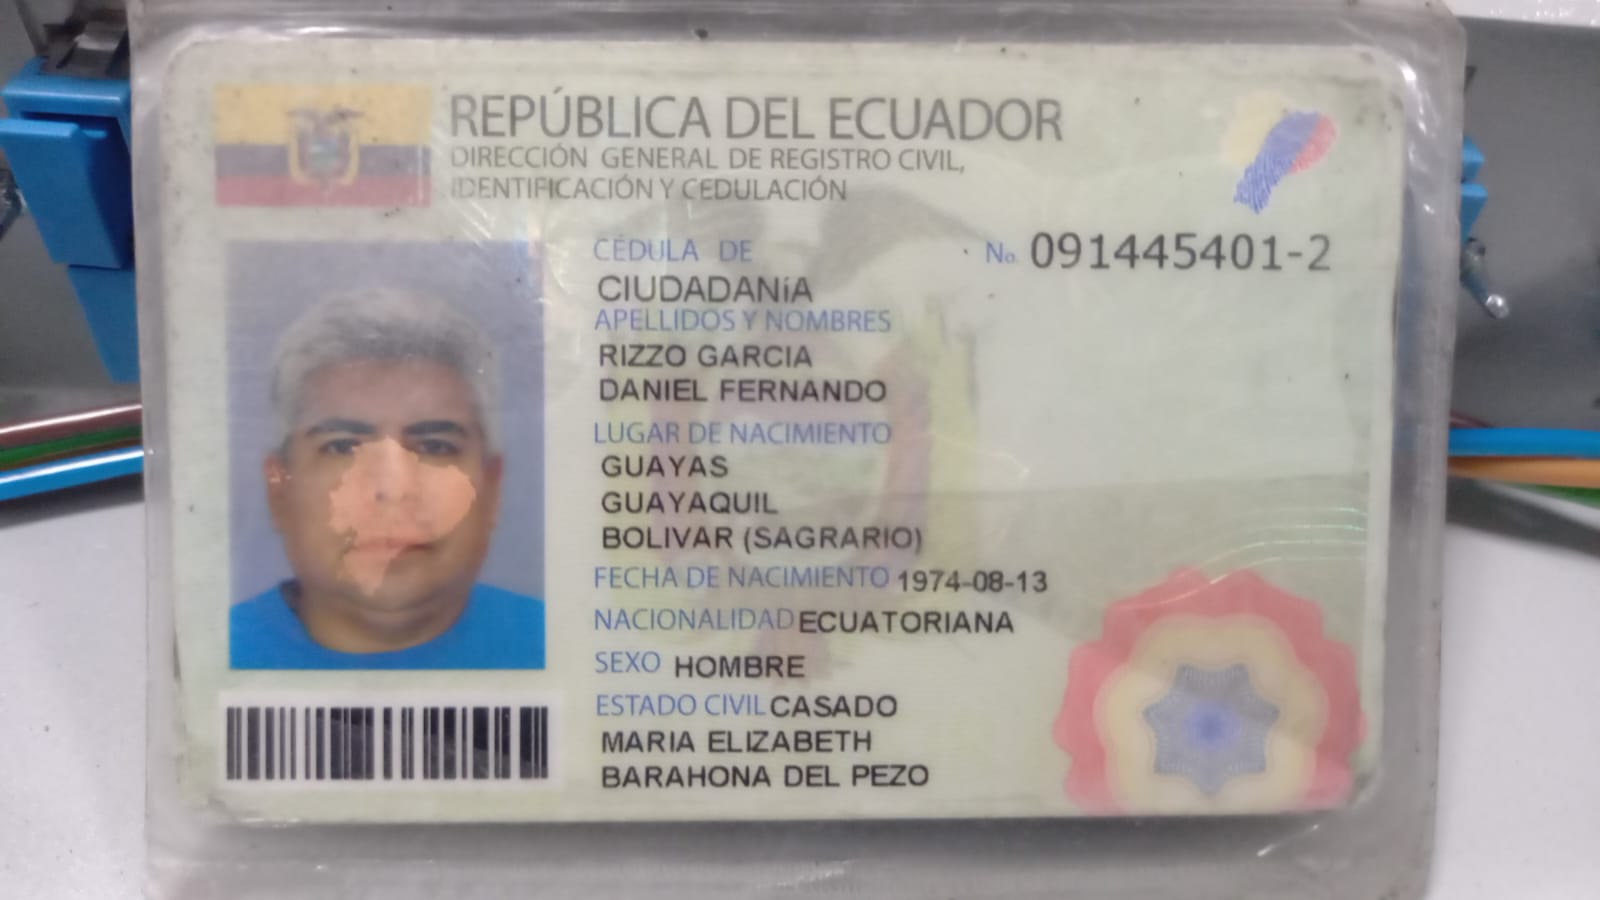 REPÚBLICA DEL ECUADOR
DIRECCIÓN GENERAL DE REGISTRO CIVIL,
IDENTIFICACIÓN Y CEDULACIÓN
CÉDULA DE No. 091445401-2
CIUDADANíA
APELLIDOS Y NOMBRES
RIZZO GARCIA
DANIEL FERNANDO
LUGAR DE NACIMIENTO
GUAYAS
GUAYAQUIL
BOLIVAR (SAGRARIO)
FECHA DE NACIMIENTO 1974-08-13
NACIONALIDAD ECUATORIANA
SEXO HOMBRE
ESTADO CIVIL CASADO
MARIA ELIZABETH
BARAHONA DEL PEZO